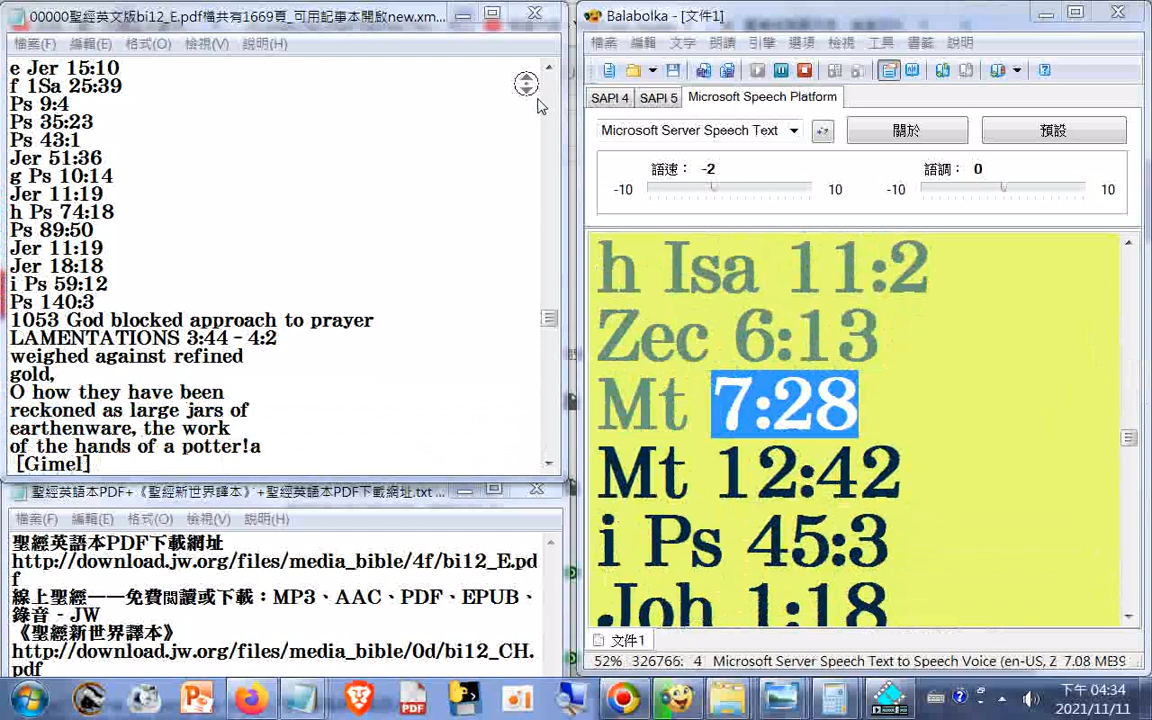 00000聖經英文版bi12_E.pdf檔共有1669頁_可用記事本開啟new.xm...
檔案(F) 編輯(E) 格式(O) 檢視(V) 說明(H)
e Jer 15:10
f 1Sa 25:39
Ps 9:4
Ps 35:23
Ps 43:1
Jer 51:36
g Ps 10:14
Jer 11:19
h Ps 74:18
Ps 89:50
Jer 11:19
Jer 18:18
i Ps 59:12
Ps 140:3
1053 God blocked approach to prayer
LAMENTATIONS 3:44 - 4:2
weighed against refined
gold,
O how they have been
reckoned as large jars of
earthenware, the work
of the hands of a potter!a
[Gimel]
聖經英語本PDF+《聖經新世界譯本》+聖經英語本PDF下載網址.txt ...
檔案(F) 編輯(E) 格式(O) 檢視(V) 說明(H)
聖經英語本PDF下載網址
http://download.jw.org/files/media_bible/4f/bi12_E.pd
f
線上聖經——免費閱讀或下載：MP3、AAC、PDF、EPUB、
錄音 - JW
《聖經新世界譯本》
http://download.jw.org/files/media_bible/0d/bi12_CH.
pdf
Balabolka - [文件1]
檔案 編輯 文字 朗讀 引擎 選項 檢視 工具 書籤 說明
SAPI 4 SAPI 5 Microsoft Speech Platform
Microsoft Server Speech Text 關於 預設
語速： -2 語調： 0
-10 10 -10 10
h Isa 11:2
Zec 6:13
Mt 7:28
Mt 12:42
i Ps 45:3
Joh 1:18
文件1
52% 326766: 4 Microsoft Server Speech Text to Speech Voice (en-US, Z 7.08 MB39...
PDF
下午 04:34
2021/11/11